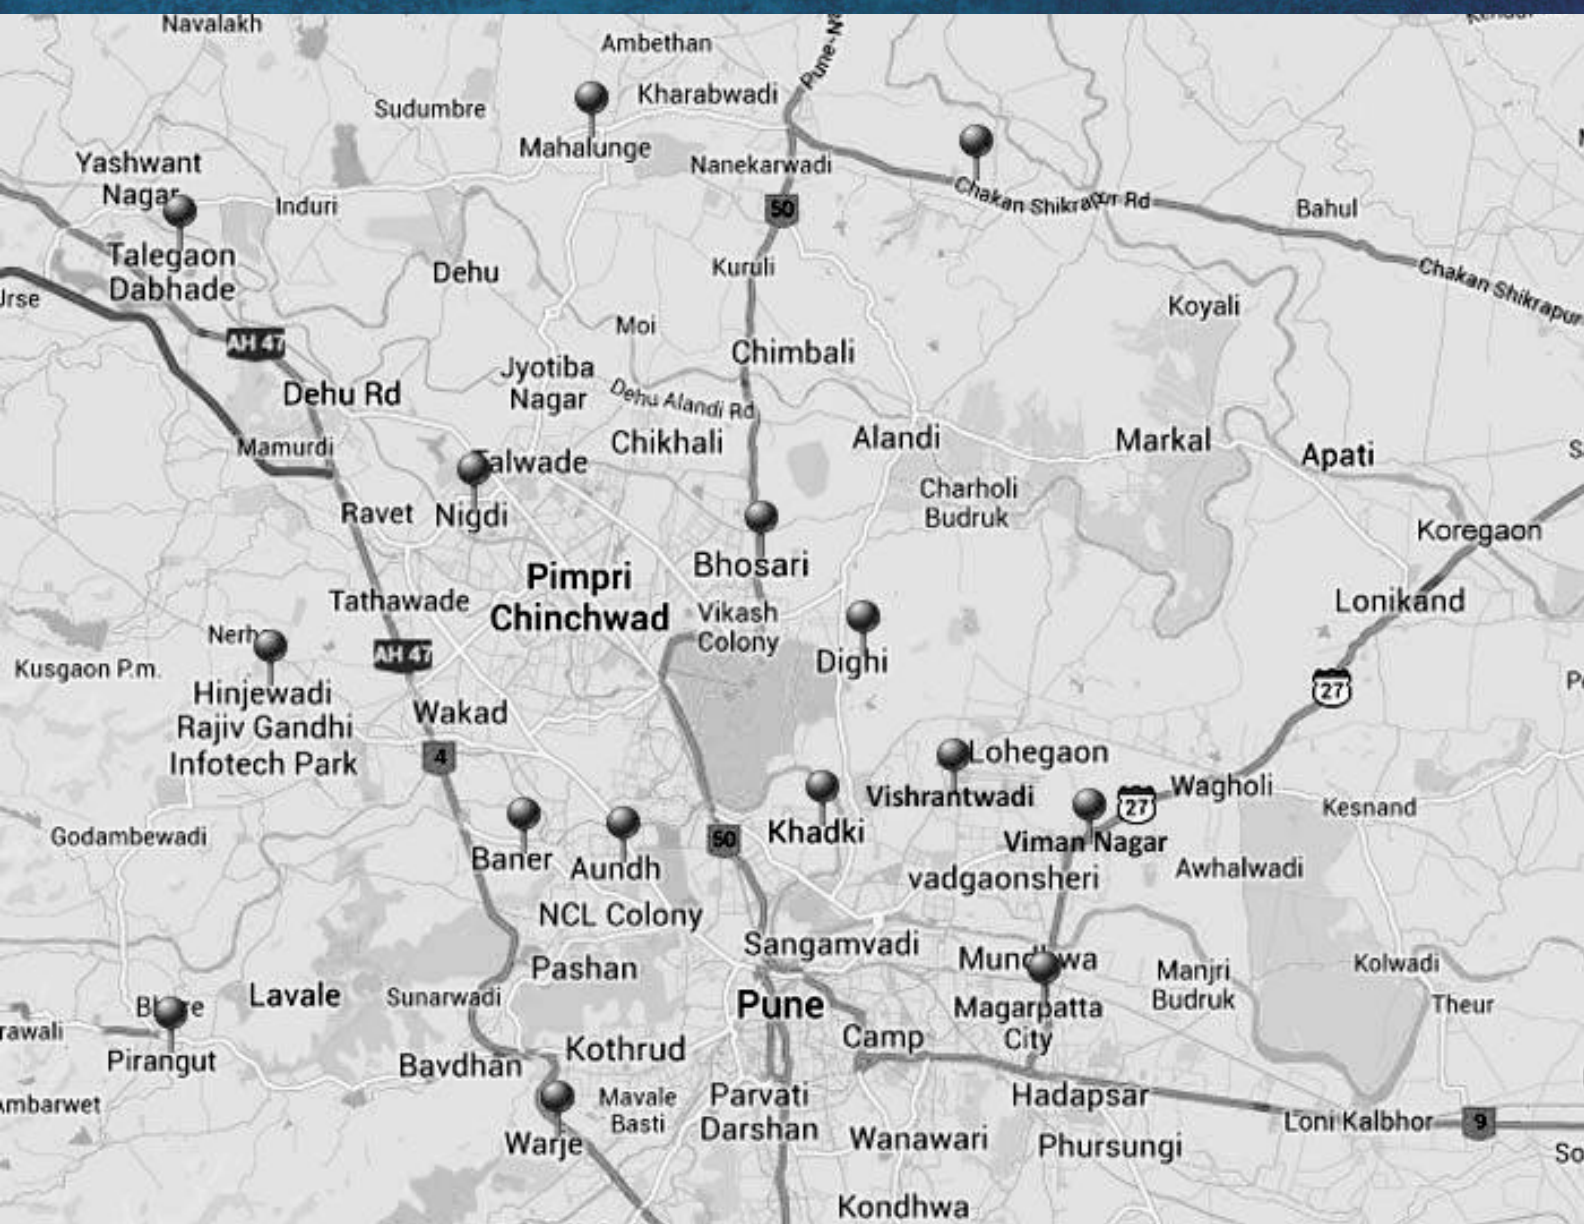 Navalakh
Ambethan
Sudumbre
Kharabwadi
Mahalunge
Nanekarwadi
Yashwant
Nagar
Induri
50
Chakan Shikrapur Rd
Bahul
Talegaon
Dabhade
Dehu
Kuruli
Chakan Shikrapur
Urse
Koyali
Moi
AH 47
Chimbali
Jyotiba
Nagar
Dehu Rd
Dehu Alandi Rd
Chikhali
Alandi
Markal
Apati
Mamurdi
Talwade
Charholi
Budruk
Ravet
Nigdi
Koregaon
Bhosari
Pimpri
Chinchwad
Tathawade
Vikash
Colony
Lonikand
Dighi
AH 47
Kusgaon P.m.
Hinjewadi
Rajiv Gandhi
Infotech Park
27
Wakad
4
Lohegaon
Vishrantwadi
27
Wagholi
Kesnand
Godambewadi
Khadki
50
Viman Nagar
Baner
Aundh
vadgaonsheri
Awhalwadi
NCL Colony
Sangamvadi
Mundhwa
Pashan
Manjri
Budruk
Kolwadi
Lavale
Sunarwadi
Pune
Magarpatta
City
Theur
rawali
Pirangut
Camp
Bavdhan
Kothrud
Ambarwet
Mavale
Basti
Parvati
Darshan
Hadapsar
Loni Kalbhor
9
Warje
Wanawari
Phursungi
Kondhwa